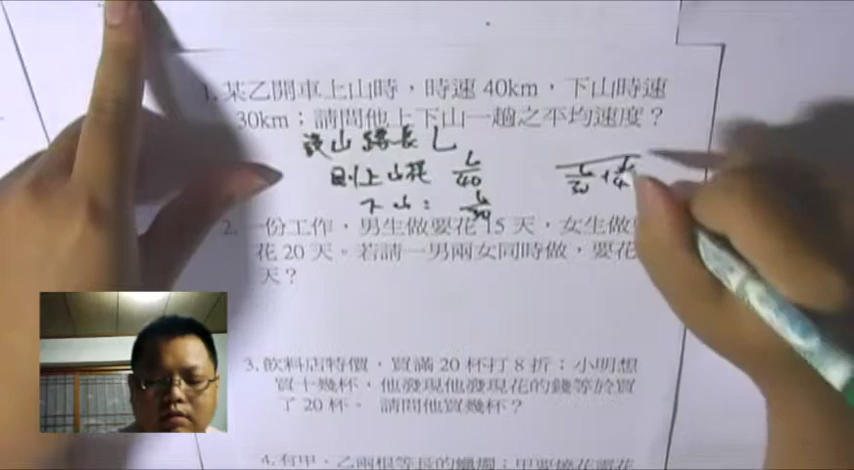 1. 某乙開車上山時，時速 40km，下山時速
30km；請問他上下山一趟之平均速度？
設山路長 L
則上山耗 L/40
下山：L/30
L/30 + L/4
2. 一份工作，男生做要花 15 天，女生做
花 20 天。若請一男兩女同時做，要花
天？
3. 飲料店特價，買滿 20 杯打 8 折；小明想
買十幾杯，他發現他發現花的錢等於買
了 20 杯。 請問他買幾杯？
4. 有甲、乙兩根等長的蠟燭；甲要燒花